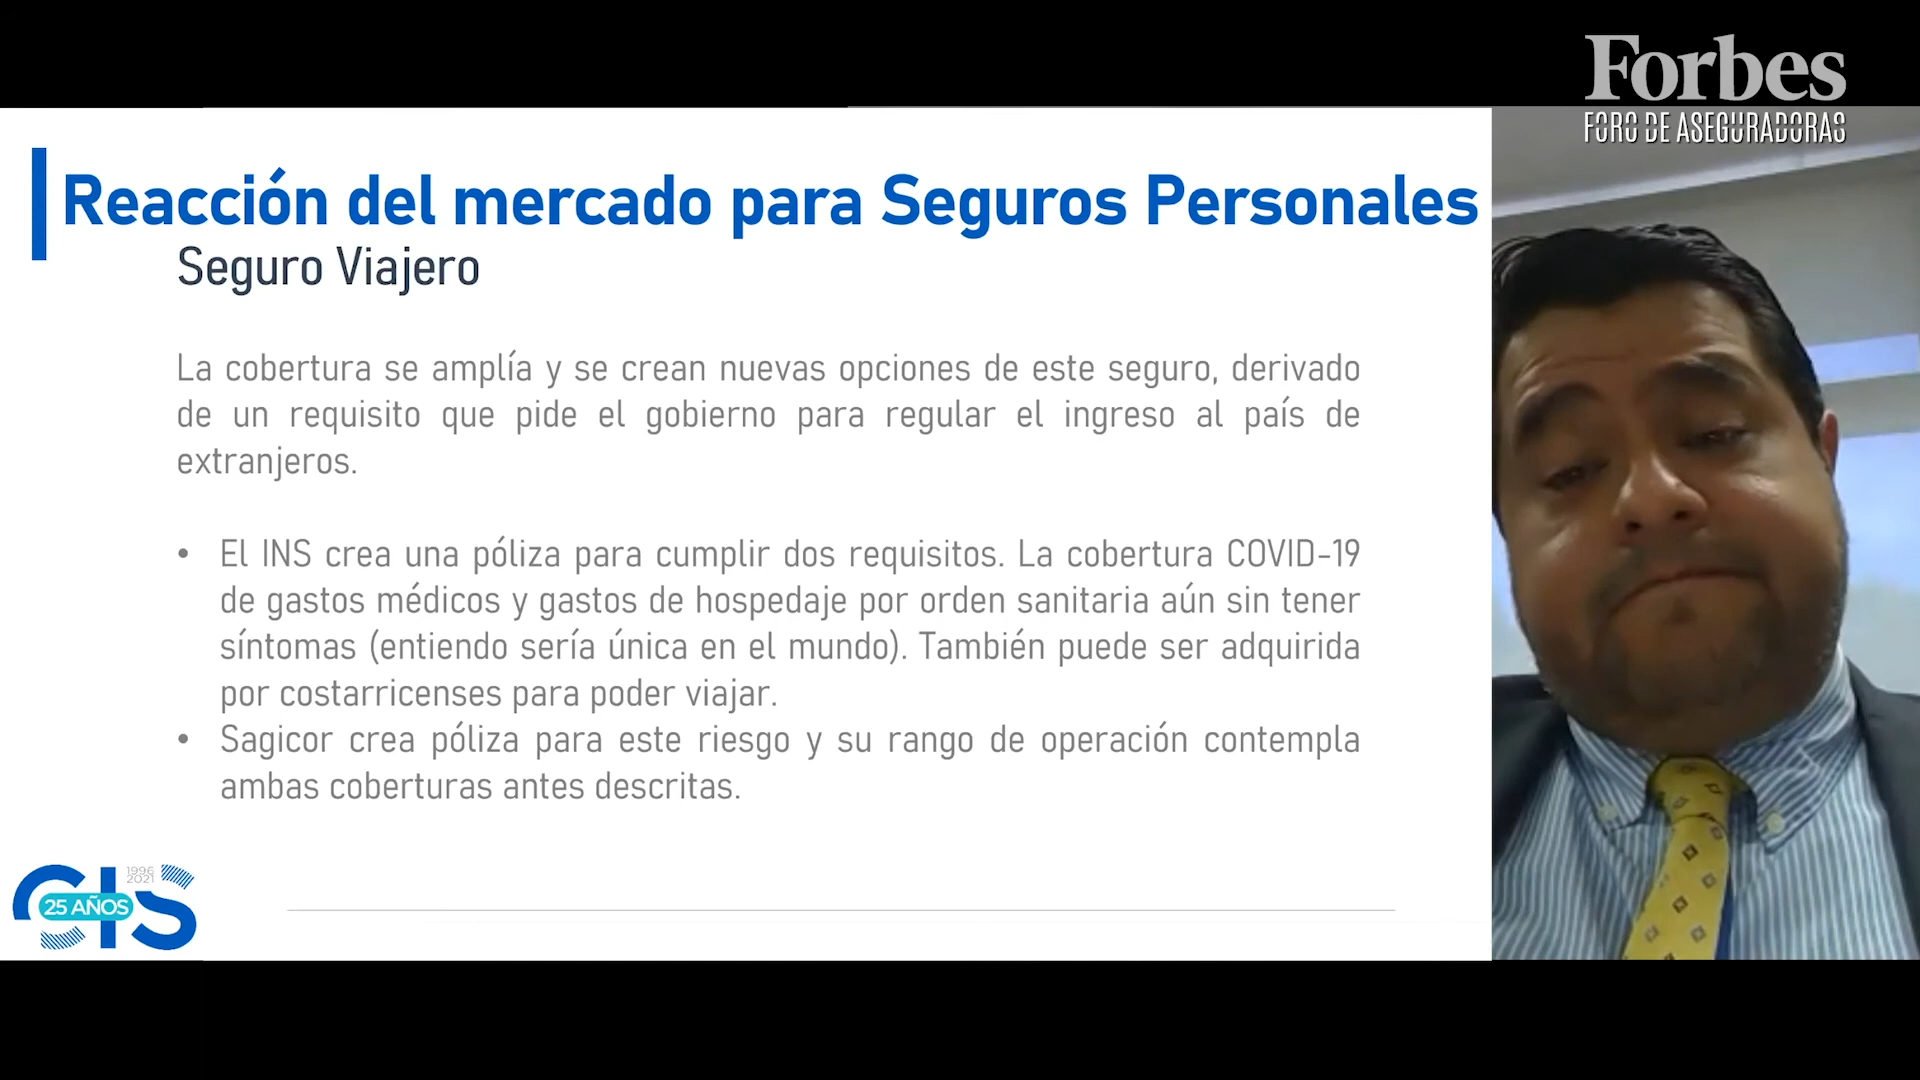 Forbes
FORO DE ASEGURADORAS
Reacción del mercado para Seguros Personales
Seguro Viajero
La cobertura se amplía y se crean nuevas opciones de este seguro, derivado
de un requisito que pide el gobierno para regular el ingreso al país de
extranjeros.
• El INS crea una póliza para cumplir dos requisitos. La cobertura COVID-19
de gastos médicos y gastos de hospedaje por orden sanitaria aún sin tener
síntomas (entiendo sería única en el mundo). También puede ser adquirida
por costarricenses para poder viajar.
• Sagicor crea póliza para este riesgo y su rango de operación contempla
ambas coberturas antes descritas.
CIS
1996
2021
25 AÑOS